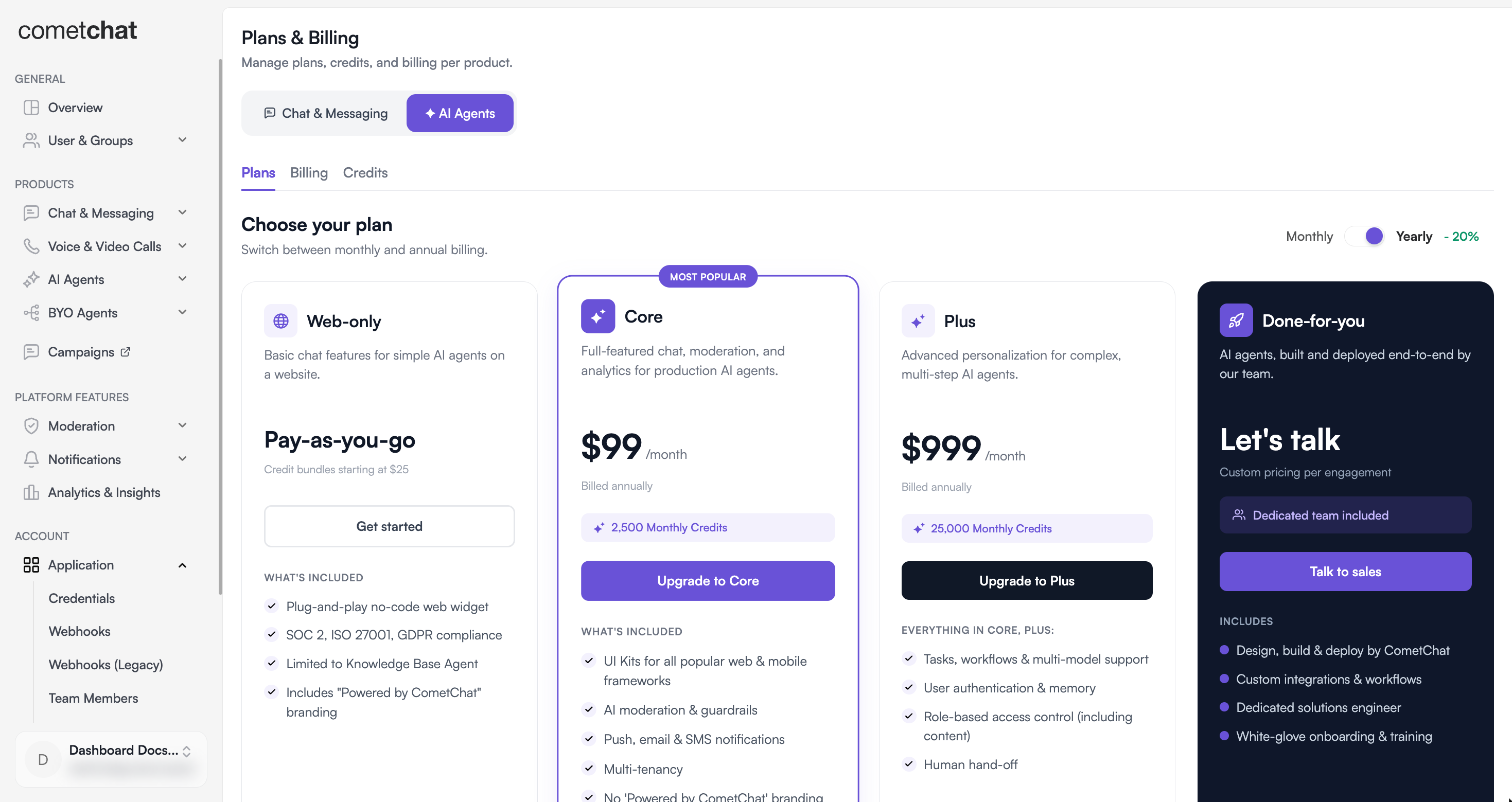 cometchat
GENERAL
Overview
User & Groups
PRODUCTS
Chat & Messaging
Voice & Video Calls
AI Agents
BYO Agents
Campaigns
PLATFORM FEATURES
Moderation
Notifications
Analytics & Insights
ACCOUNT
Application
Credentials
Webhooks
Webhooks (Legacy)
Team Members
D
Dashboard Docs...
Plans & Billing
Manage plans, credits, and billing per product.
Chat & Messaging
AI Agents
Plans
Billing
Credits
Choose your plan
Switch between monthly and annual billing.
Monthly
Yearly
- 20%
Web-only
Basic chat features for simple AI agents on
a website.
Pay-as-you-go
Credit bundles starting at $25
Get started
WHAT'S INCLUDED
Plug-and-play no-code web widget
SOC 2, ISO 27001, GDPR compliance
Limited to Knowledge Base Agent
Includes "Powered by CometChat"
branding
MOST POPULAR
Core
Full-featured chat, moderation, and
analytics for production AI agents.
$99 /month
Billed annually
2,500 Monthly Credits
Upgrade to Core
WHAT'S INCLUDED
UI Kits for all popular web & mobile
frameworks
AI moderation & guardrails
Push, email & SMS notifications
Multi-tenancy
No 'Powered by CometChat' branding
Plus
Advanced personalization for complex,
multi-step AI agents.
$999 /month
Billed annually
25,000 Monthly Credits
Upgrade to Plus
EVERYTHING IN CORE, PLUS:
Tasks, workflows & multi-model support
User authentication & memory
Role-based access control (including
content)
Human hand-off
Done-for-you
AI agents, built and deployed end-to-end by
our team.
Let's talk
Custom pricing per engagement
Dedicated team included
Talk to sales
INCLUDES
Design, build & deploy by CometChat
Custom integrations & workflows
Dedicated solutions engineer
White-glove onboarding & training